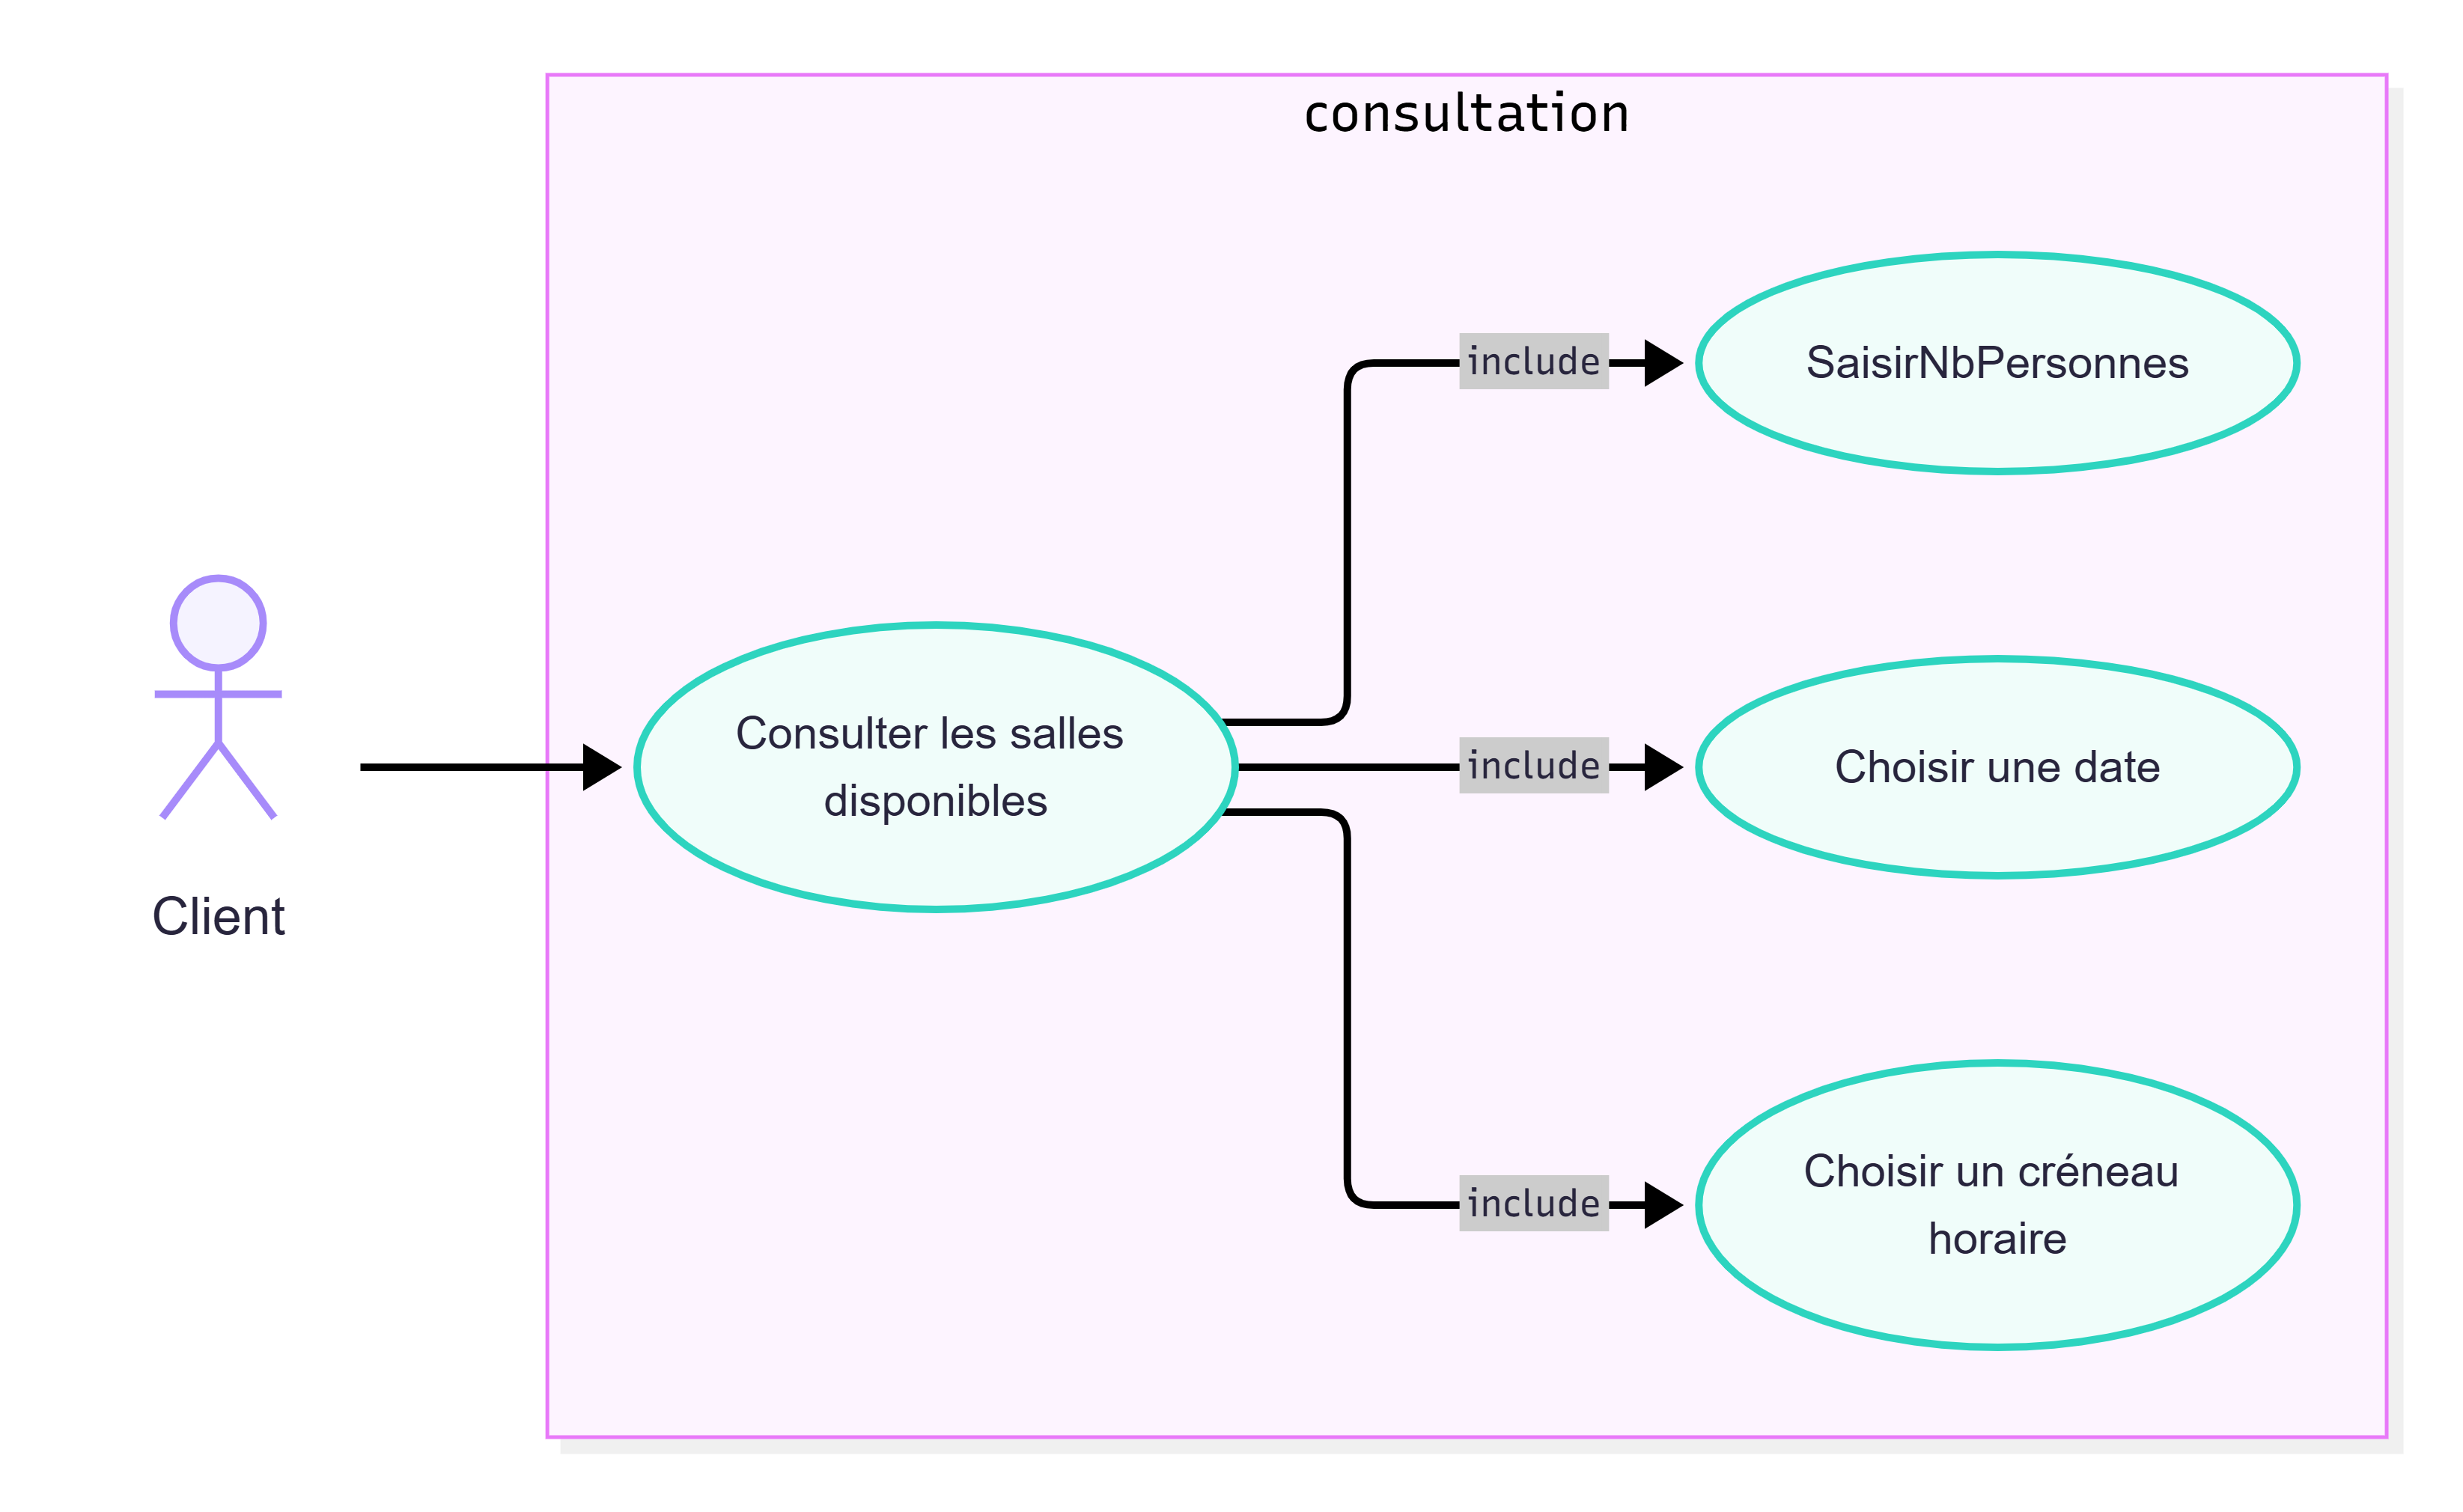 consultation
include
SaisirNbPersonnes
Consulter les salles
disponibles
include
Choisir une date
Client
include
Choisir un créneau
horaire